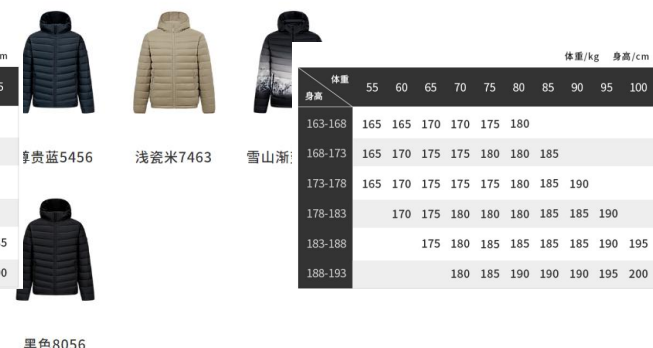 体重/kg 身高/cm
体重
身高
55 60 65 70 75 80 85 90 95 100
163-168 165 165 170 170 175 180
168-173 165 170 175 175 180 180 185
173-178 165 170 175 175 175 180 185 190
178-183 170 175 180 180 180 185 185 190
183-188 175 180 185 185 185 185 190 195
188-193 180 185 190 190 190 195 200
贵蓝5456 浅瓷米7463 雪山渐
黑色8056